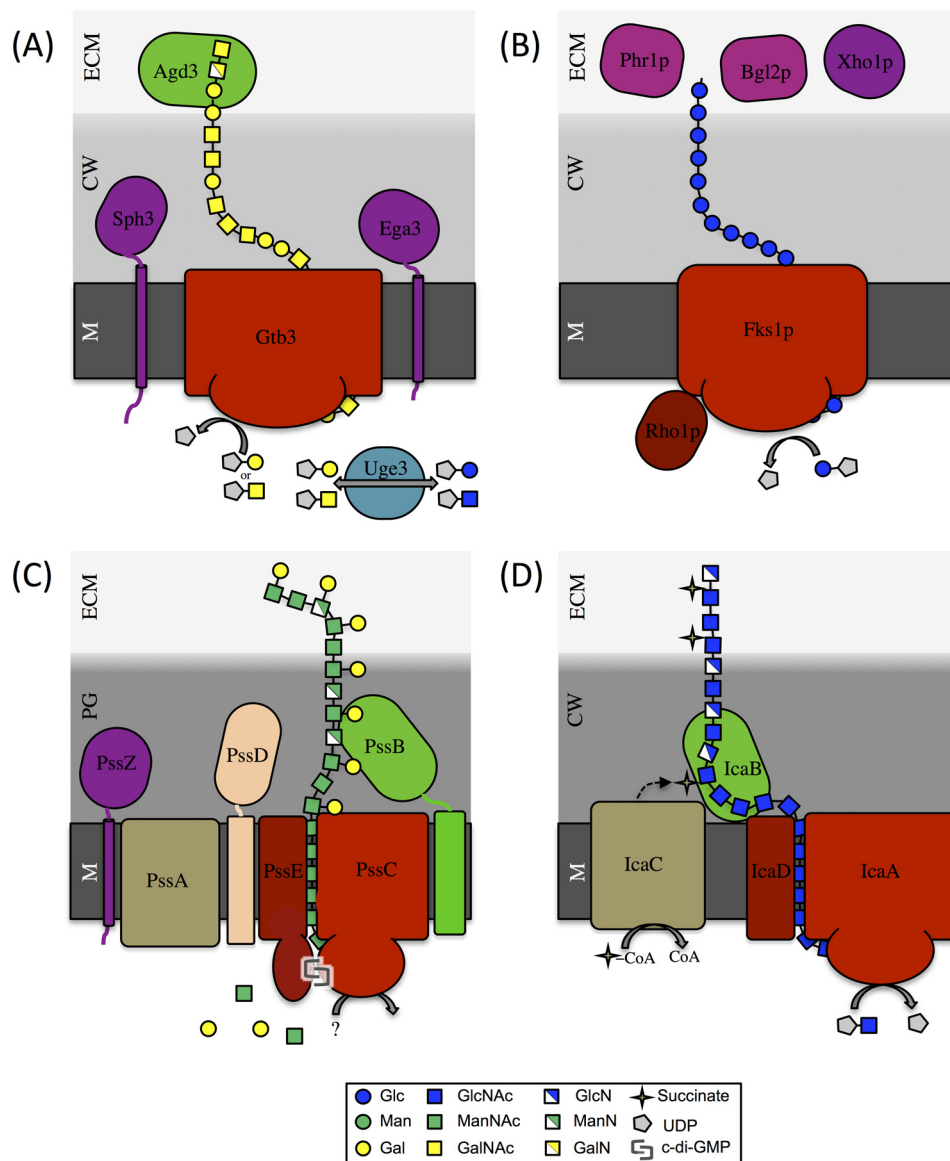 (A)
ECM
Agd3
CW
Sph3
Ega3
M
Gtb3
or
Uge3
(B)
ECM
Phr1p
Bgl2p
Xho1p
CW
M
Fks1p
Rho1p
(C)
ECM
PG
PssZ
PssD
PssB
M
PssA
PssE
PssC
?
(D)
ECM
CW
IcaB
M
IcaC
IcaD
IcaA
–CoA
CoA
Glc GlcNAc GlcN Succinate
Man ManNAc ManN UDP
Gal GalNAc GalN c-di-GMP